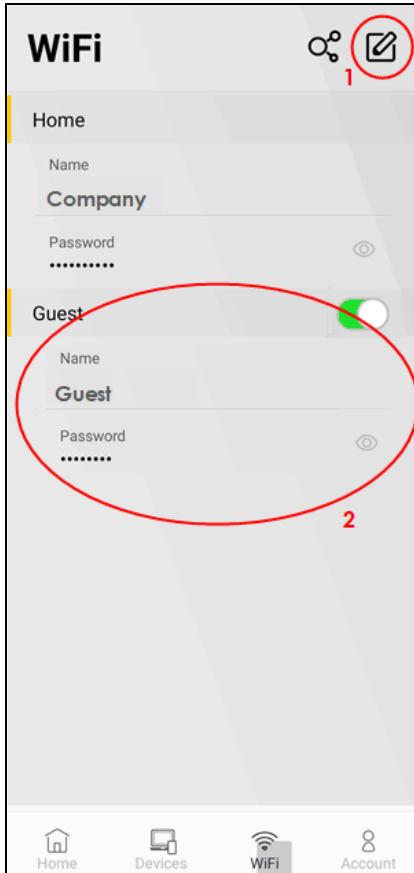 WiFi
1
Home
Name
Company
Password
••••••••••
Guest
Name
Guest
Password
••••••••
2
Home Devices WiFi Account